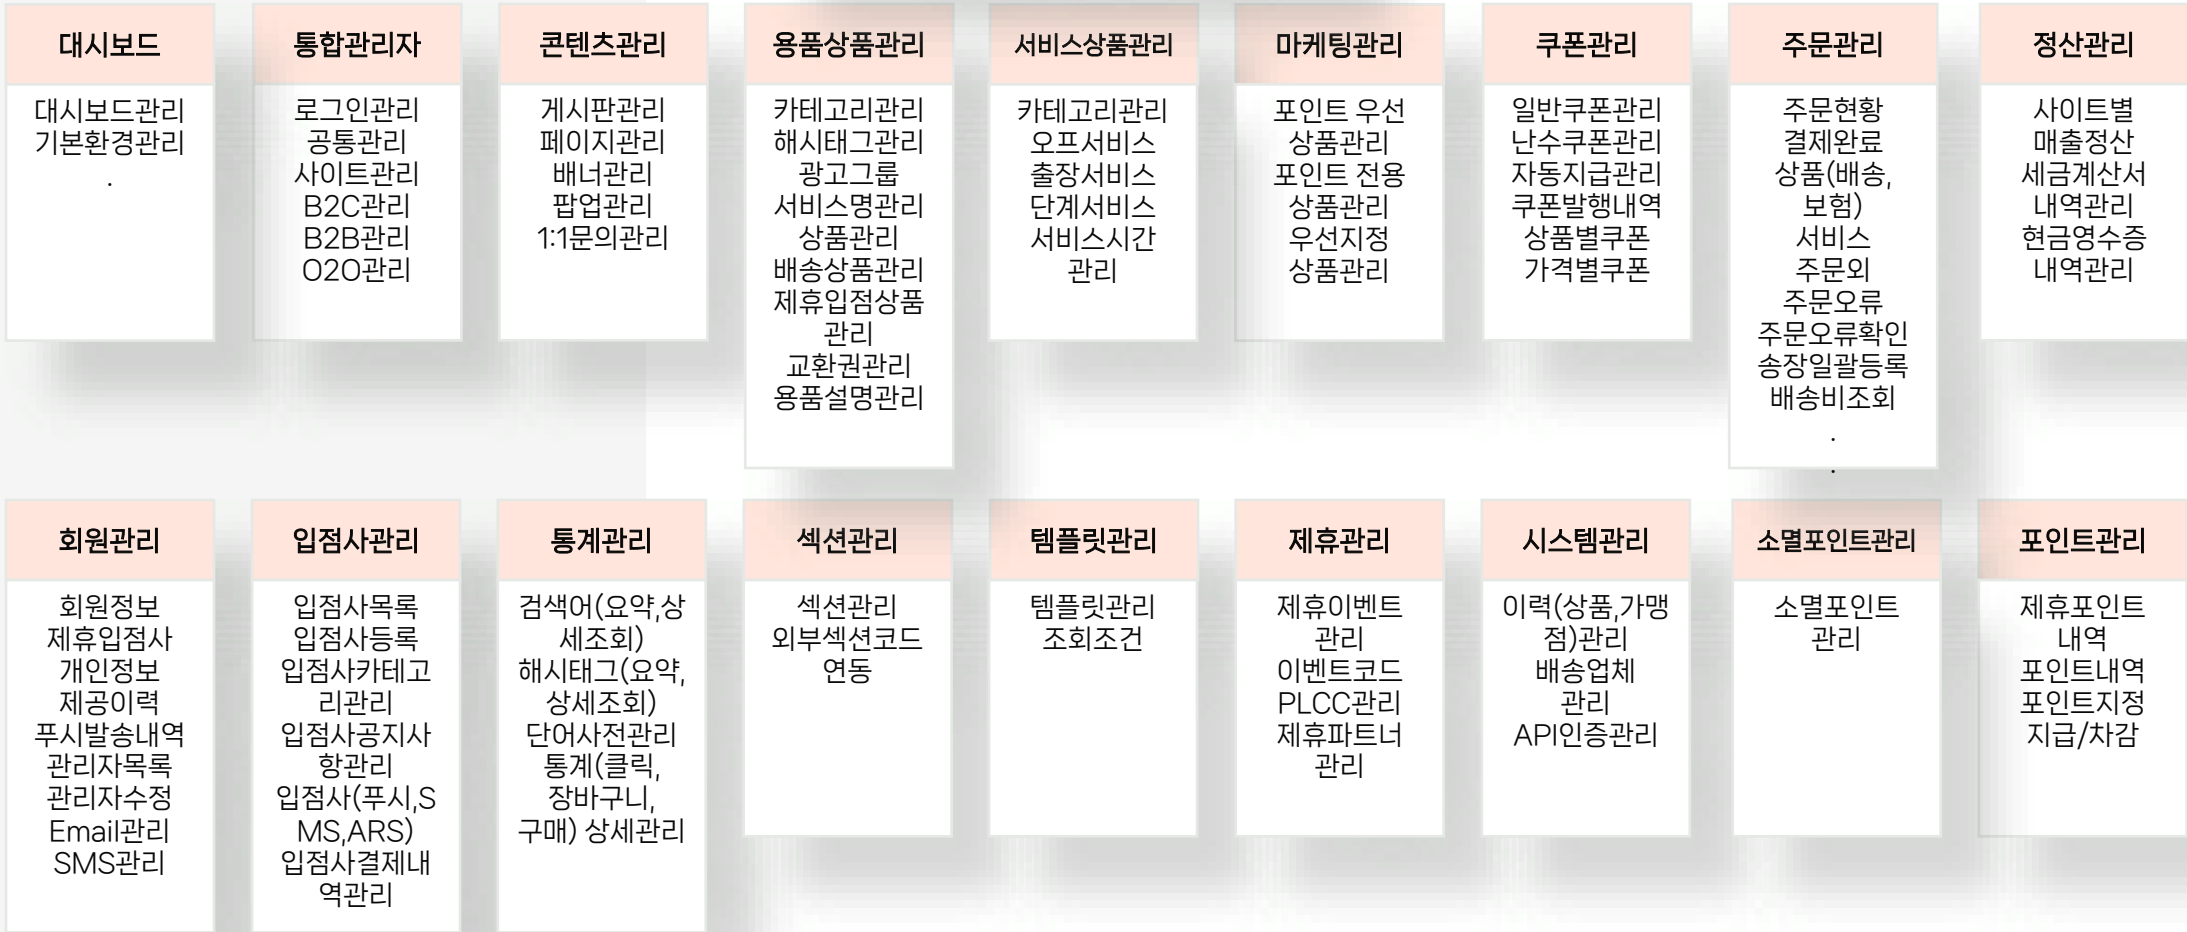 대시보드
대시보드관리
기본환경관리
.
통합관리자
로그인관리
공통관리
사이트관리
B2C관리
B2B관리
O2O관리
콘텐츠관리
게시판관리
페이지관리
배너관리
팝업관리
1:1문의관리
용품상품관리
카테고리관리
해시태그관리
광고그룹
서비스명관리
상품관리
배송상품관리
제휴입점상품
관리
교환권관리
용품설명관리
서비스상품관리
카테고리관리
오프서비스
출장서비스
단계서비스
서비스시간
관리
마케팅관리
포인트 우선
상품관리
포인트 전용
상품관리
우선지정
상품관리
쿠폰관리
일반쿠폰관리
난수쿠폰관리
자동지급관리
쿠폰발행내역
상품별쿠폰
가격별쿠폰
주문관리
주문현황
결제완료
상품(배송,
보험)
서비스
주문외
주문오류
주문오류확인
송장일괄등록
배송비조회
.
.
정산관리
사이트별
매출정산
세금계산서
내역관리
현금영수증
내역관리
회원관리
회원정보
제휴입점사
개인정보
제공이력
푸시발송내역
관리자목록
관리자수정
Email관리
SMS관리
입점사관리
입점사목록
입점사등록
입점사카테고
리관리
입점사공지사
항관리
입점사(푸시,S
MS,ARS)
입점사결제내
역관리
통계관리
검색어(요약,상
세조회)
해시태그(요약,
상세조회)
단어사전관리
통계(클릭,
장바구니,
구매) 상세관리
섹션관리
섹션관리
외부섹션코드
연동
템플릿관리
템플릿관리
조회조건
제휴관리
제휴이벤트
관리
이벤트코드
PLCC관리
제휴파트너
관리
시스템관리
이력(상품,가맹
점)관리
배송업체
관리
API인증관리
소멸포인트관리
소멸포인트
관리
포인트관리
제휴포인트
내역
포인트내역
포인트지정
지급/차감